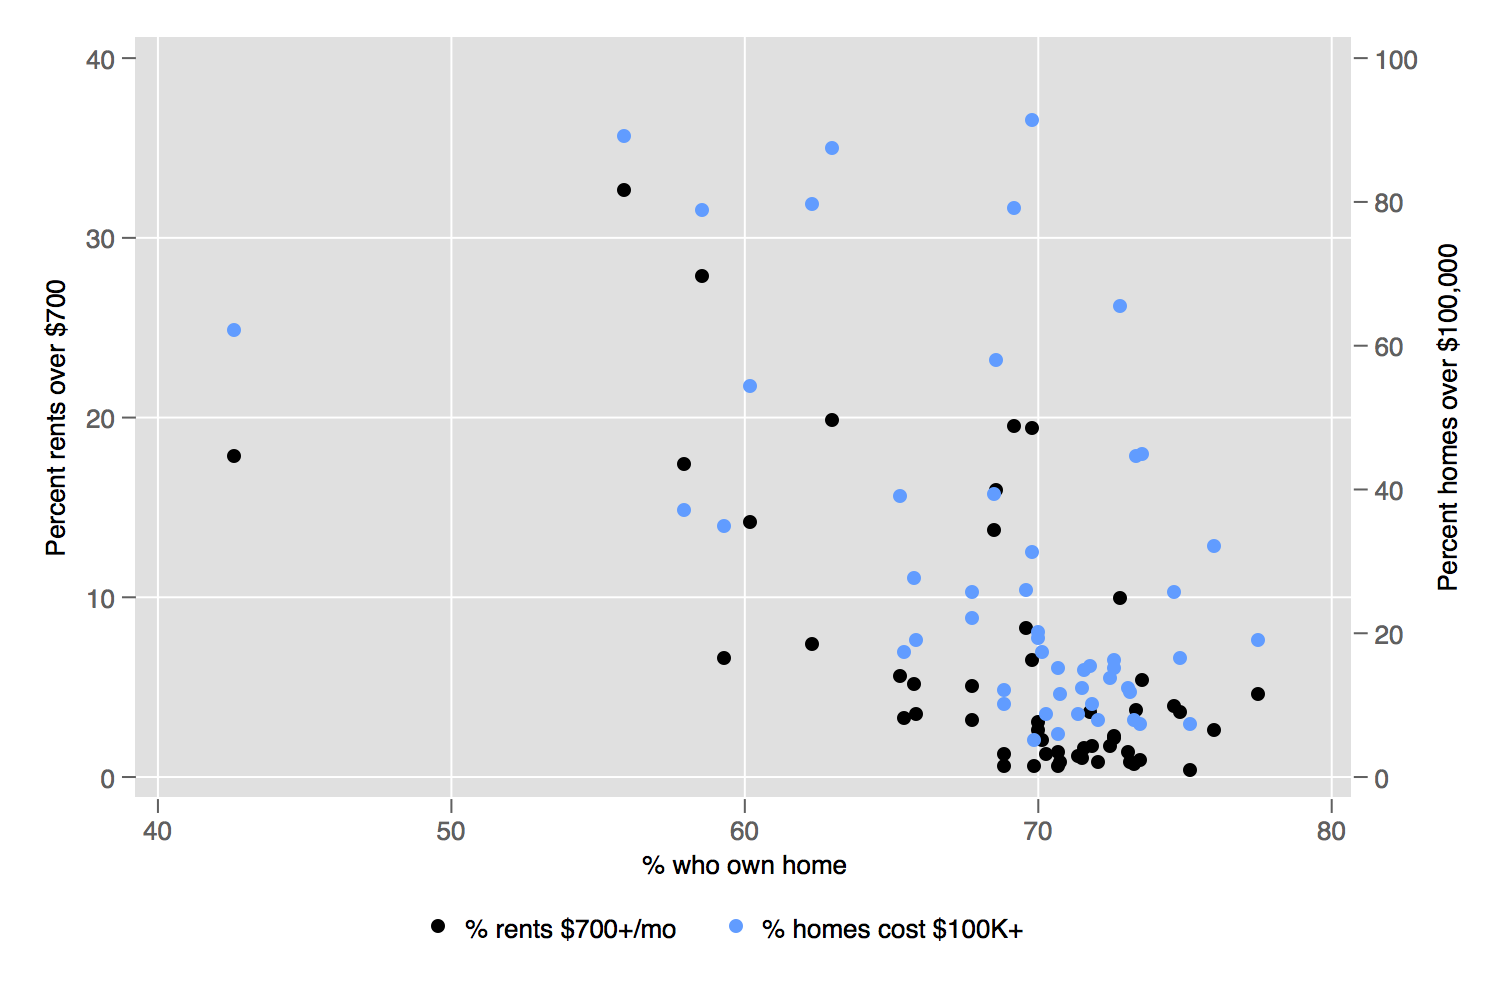 40
30
20
10
0
Percent rents over $700
100
80
60
40
20
0
Percent homes over $100,000
40 50 60 70 80
% who own home
% rents $700+/mo % homes cost $100K+